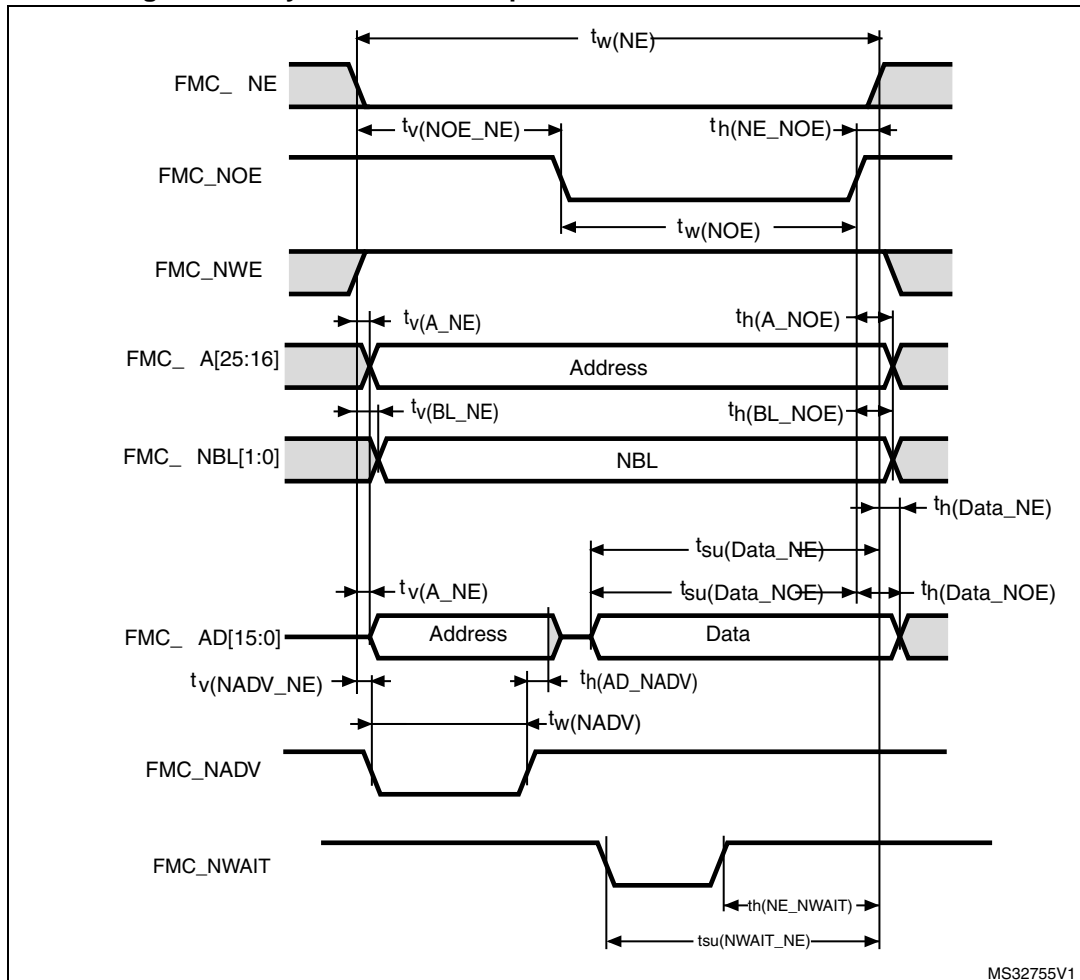 tw(NE)
FMC_ NE
tv(NOE_NE)
th(NE_NOE)
FMC_NOE
tw(NOE)
FMC_NWE
tv(A_NE)
th(A_NOE)
FMC_ A[25:16]
Address
tv(BL_NE)
th(BL_NOE)
FMC_ NBL[1:0]
NBL
th(Data_NE)
tsu(Data_NE)
tv(A_NE)
tsu(Data_NOE)
th(Data_NOE)
FMC_ AD[15:0]
Address
Data
tv(NADV_NE)
th(AD_NADV)
tw(NADV)
FMC_NADV
FMC_NWAIT
th(NE_NWAIT)
tsu(NWAIT_NE)
MS32755V1